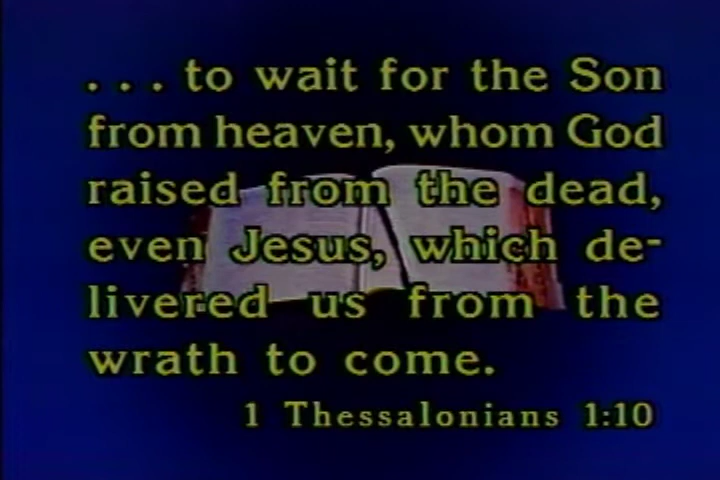 . . . to wait for the Son
from heaven, whom God
raised from the dead,
even Jesus, which de-
livered us from the
wrath to come.
1 Thessalonians 1:10